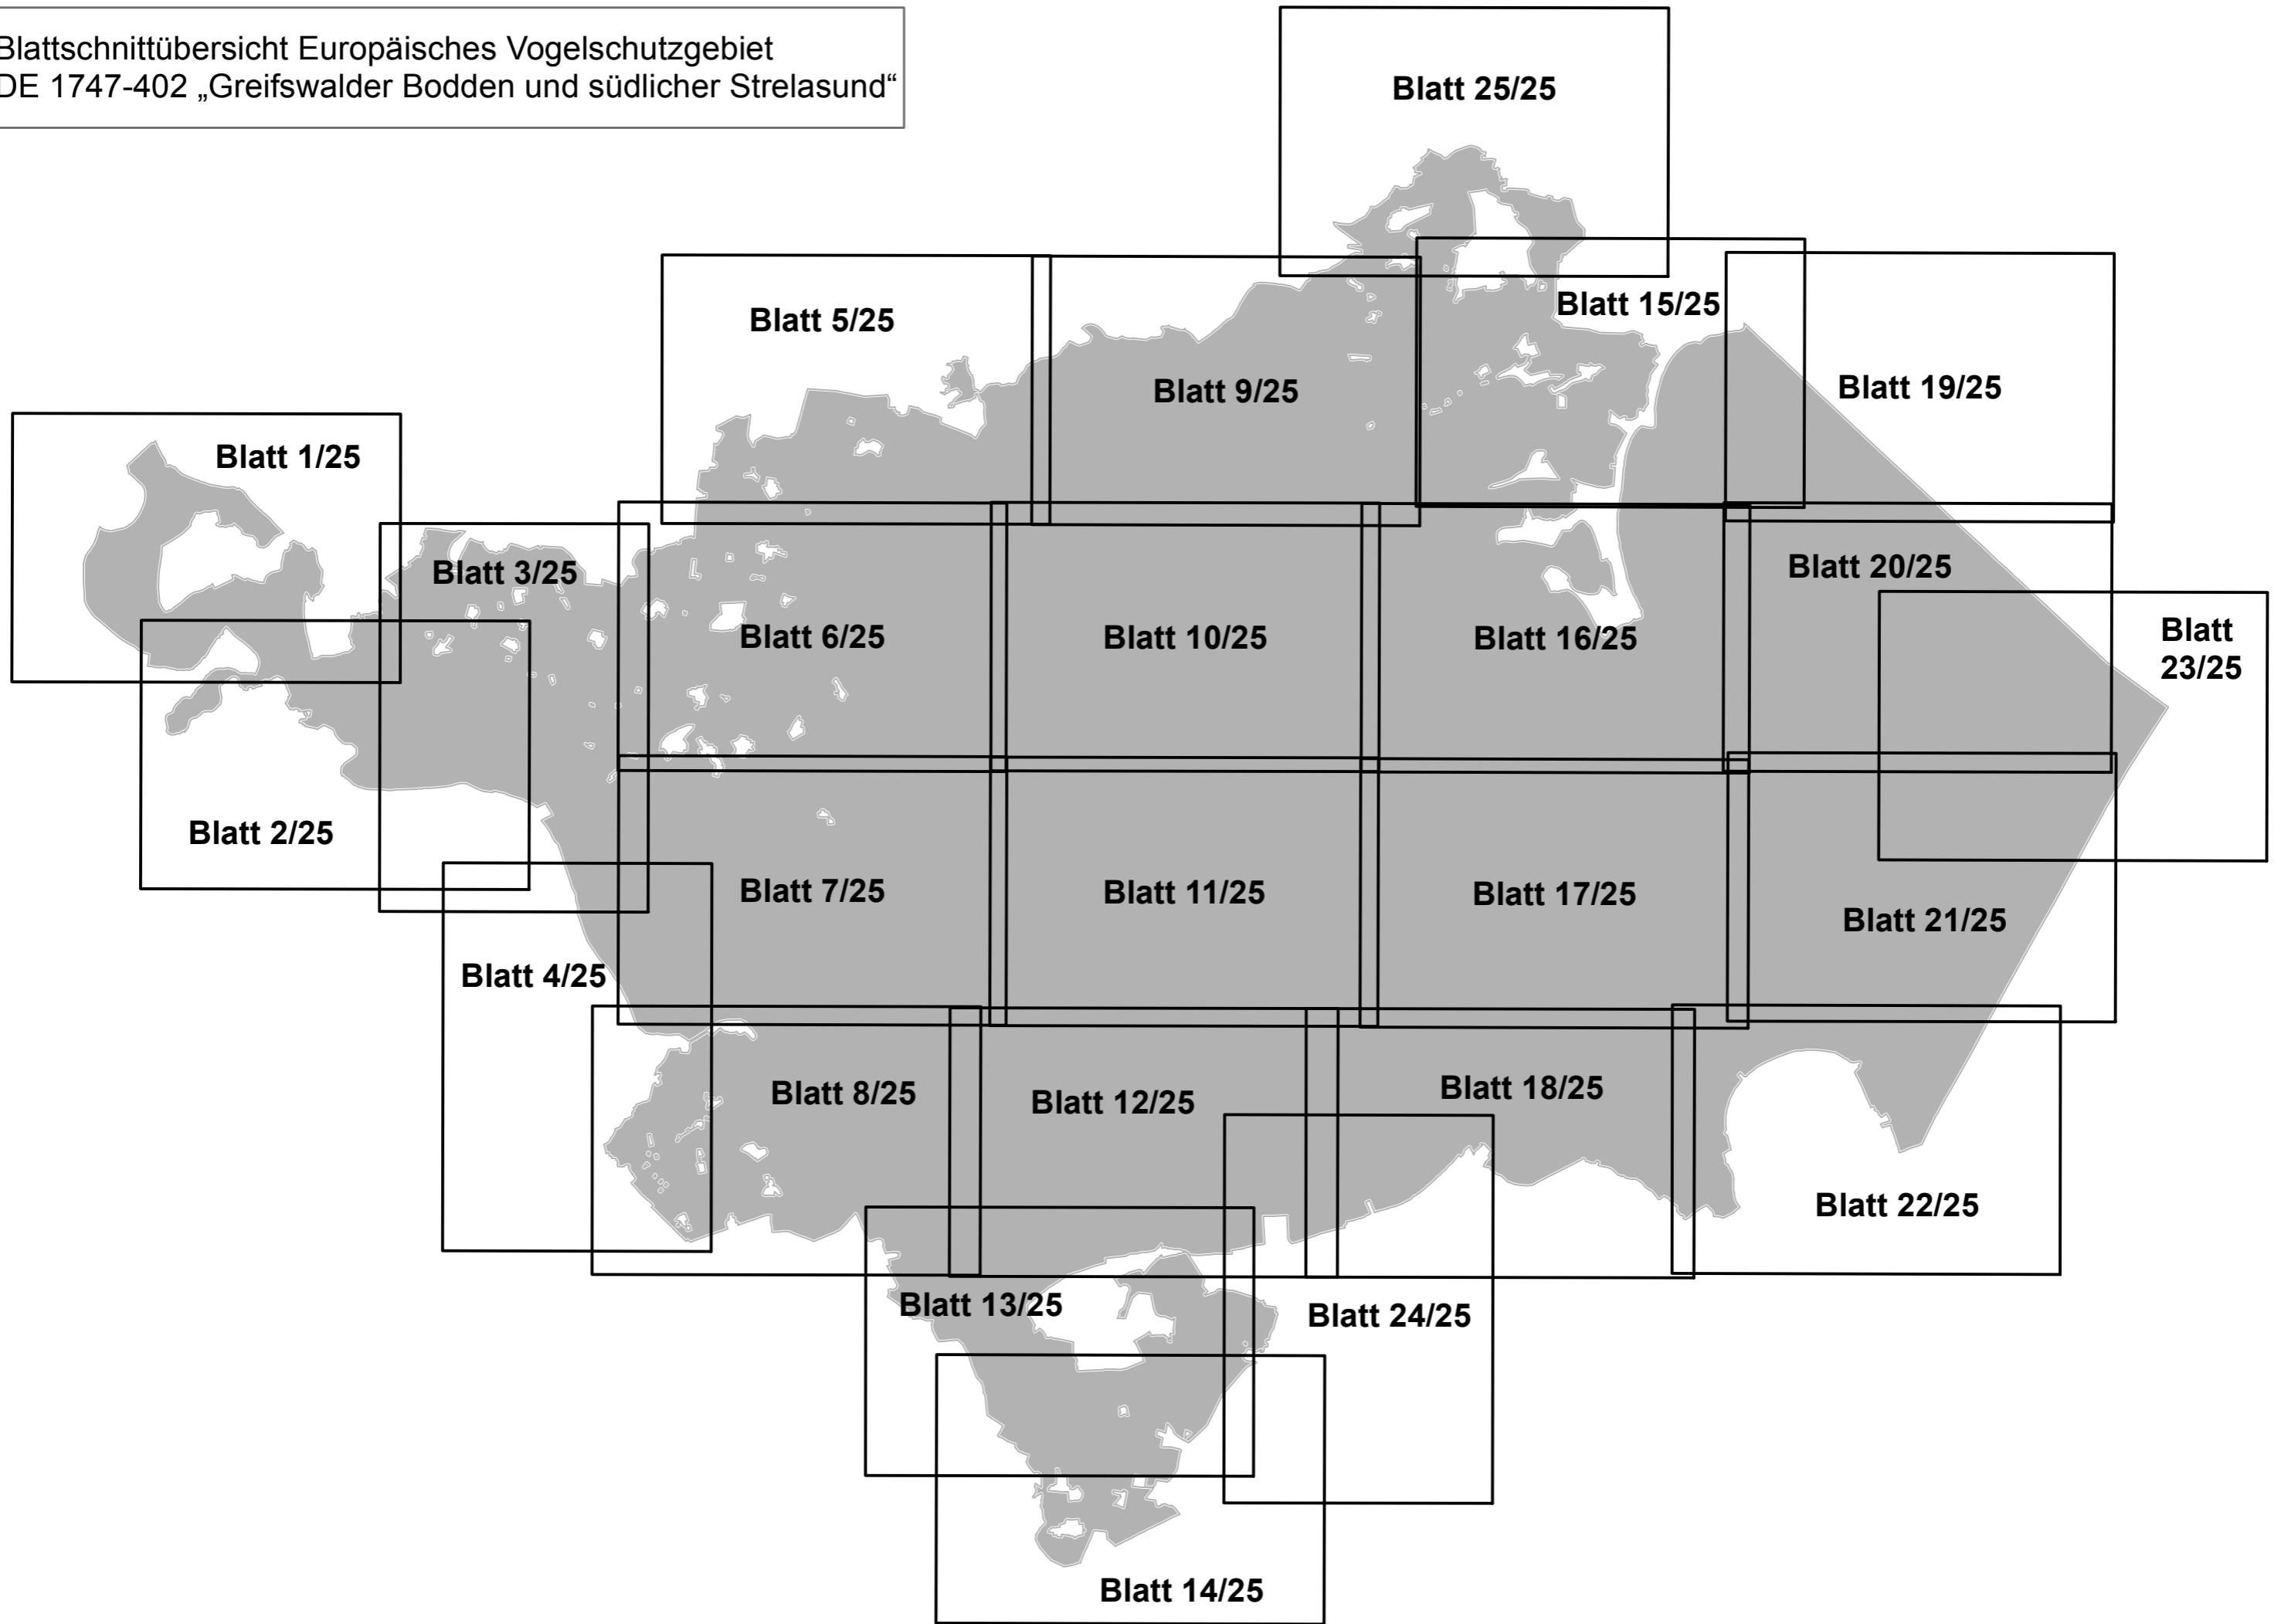 Blattschnittübersicht Europäisches Vogelschutzgebiet
DE 1747-402 „Greifswalder Bodden und südlicher Strelasund“
Blatt 25/25
Blatt 15/25
Blatt 5/25
Blatt 9/25
Blatt 19/25
Blatt 1/25
Blatt 3/25
Blatt 20/25
Blatt 6/25
Blatt 10/25
Blatt 16/25
Blatt
23/25
Blatt 2/25
Blatt 7/25
Blatt 11/25
Blatt 17/25
Blatt 21/25
Blatt 4/25
Blatt 8/25
Blatt 12/25
Blatt 18/25
Blatt 22/25
Blatt 13/25
Blatt 24/25
Blatt 14/25